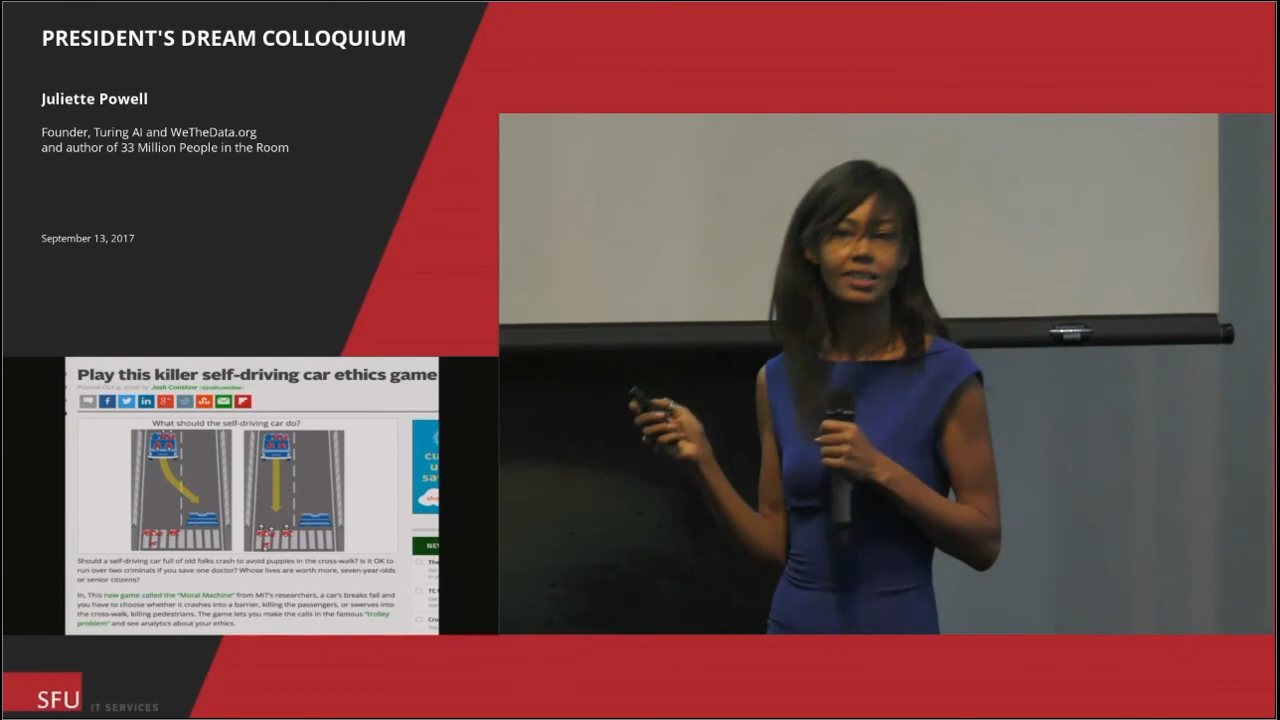 PRESIDENT'S DREAM COLLOQUIUM
Juliette Powell
Founder, Turing AI and WeTheData.org
and author of 33 Million People in the Room
September 13, 2017
Play this killer self-driving car ethics game
Posted Oct 4, 2016 by Josh Constine
What should the self-driving car do?
Should a self-driving car full of old folks crash to avoid puppies in the cross-walk? Is it OK to
run over two criminals if you save one doctor? Whose lives are worth more, seven-year-olds
or senior citizens?
In, This new game called the "Moral Machine" from MIT's researchers, a car's breaks fail and
you have to choose whether it crashes into a barrier, killing the passengers, or swerves into
the cross-walk, killing pedestrians. The game lets you make the calls in the famous "trolley
problem" and see analytics about your ethics.
SFU IT SERVICES